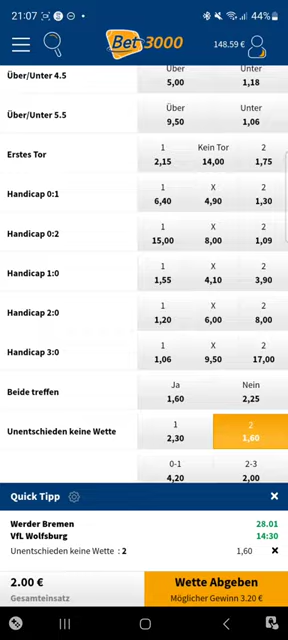 21:07 44%
Bet 3000 148.59 €
Über/Unter 4.5 Über Unter
5,00 1,18
Über/Unter 5.5 Über Unter
9,50 1,06
Erstes Tor 1 Kein Tor 2
2,15 14,00 1,75
Handicap 0:1 1 X 2
6,40 4,90 1,30
Handicap 0:2 1 X 2
15,00 8,00 1,09
Handicap 1:0 1 X 2
1,55 4,10 3,90
Handicap 2:0 1 X 2
1,20 6,00 8,00
Handicap 3:0 1 X 2
1,06 9,50 17,00
Beide treffen Ja Nein
1,60 2,25
Unentschieden keine Wette 1 2
2,30 1,60
0-1 2-3
4,20 2,00
Quick Tipp ×
Werder Bremen 28.01
VfL Wolfsburg 14:30
Unentschieden keine Wette : 2 1,60 ×
2.00 € Wette Abgeben
Gesamteinsatz Möglicher Gewinn 3.20 €